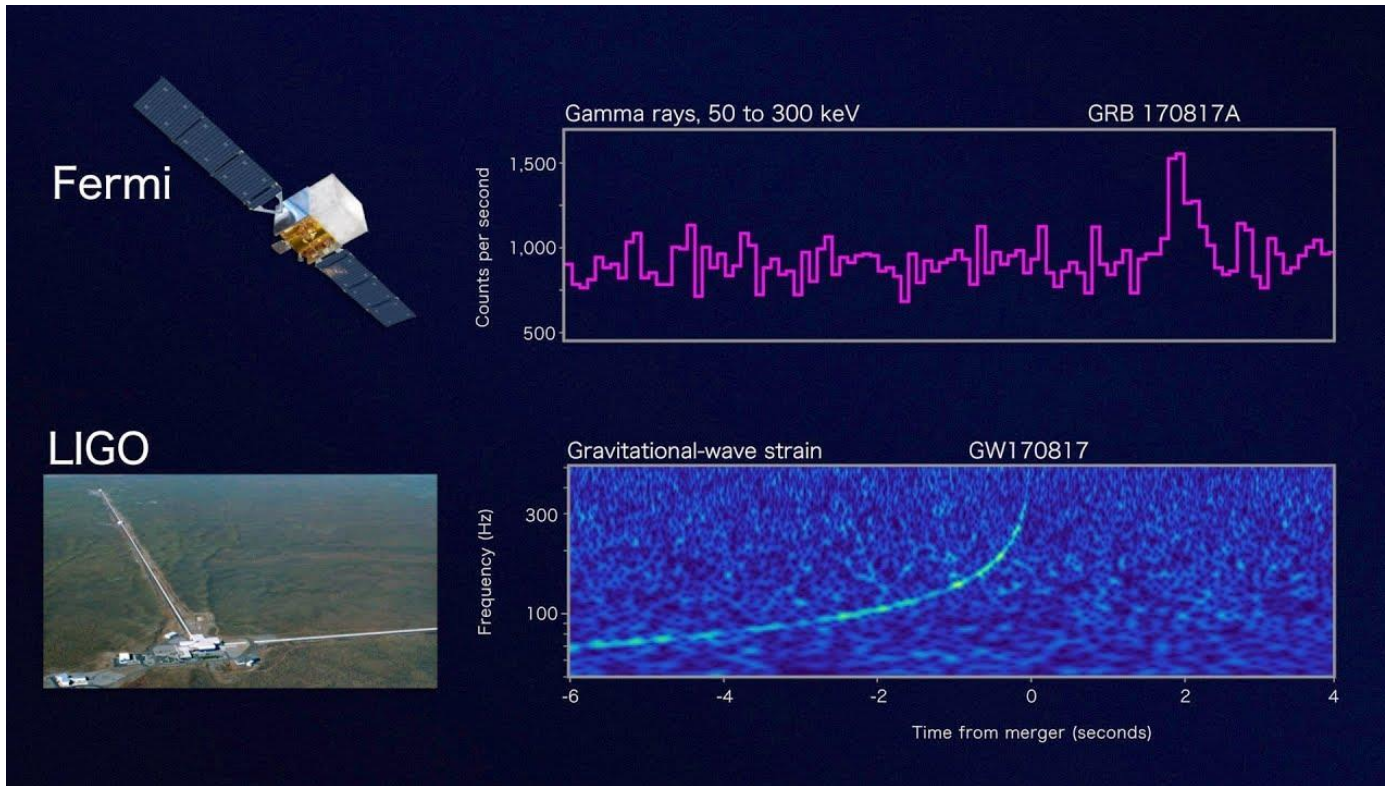 Fermi
Gamma rays, 50 to 300 keV
GRB 170817A
Counts per second
1,500
1,000
500
LIGO
Gravitational-wave strain
GW170817
Frequency (Hz)
300
100
-6 -4 -2 0 2 4
Time from merger (seconds)